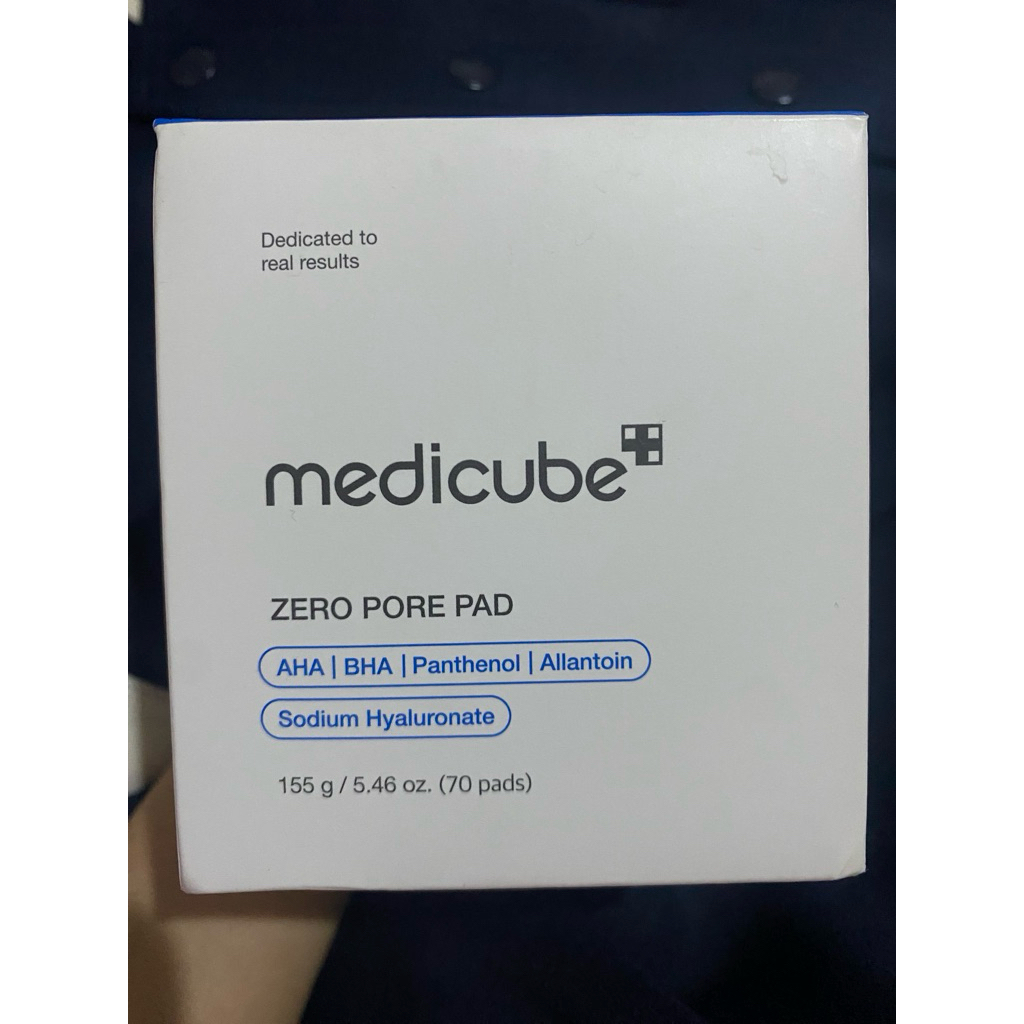 Dedicated to
real results
medicube
ZERO PORE PAD
AHA | BHA | Panthenol | Allantoin
Sodium Hyaluronate
155 g / 5.46 oz. (70 pads)